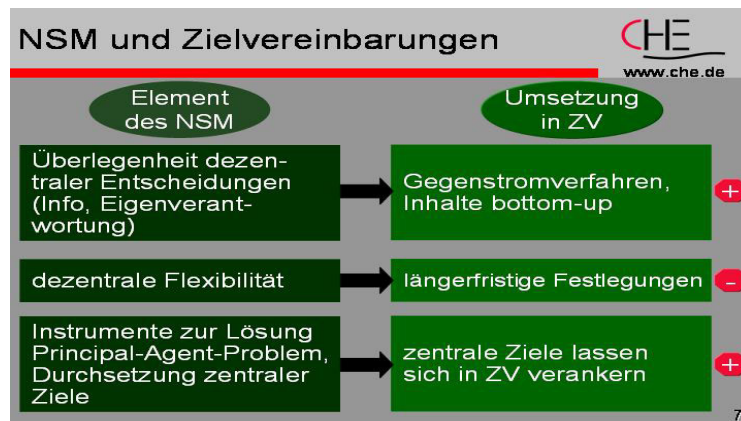 NSM und Zielvereinbarungen
CHE
www.che.de
Element
des NSM
Umsetzung
in ZV
Überlegenheit dezen-
traler Entscheidungen
(Info, Eigenverant-
wortung)
Gegenstromverfahren,
Inhalte bottom-up
+
dezentrale Flexibilität
längerfristige Festlegungen
-
Instrumente zur Lösung
Principal-Agent-Problem,
Durchsetzung zentraler
Ziele
zentrale Ziele lassen
sich in ZV verankern
+
7